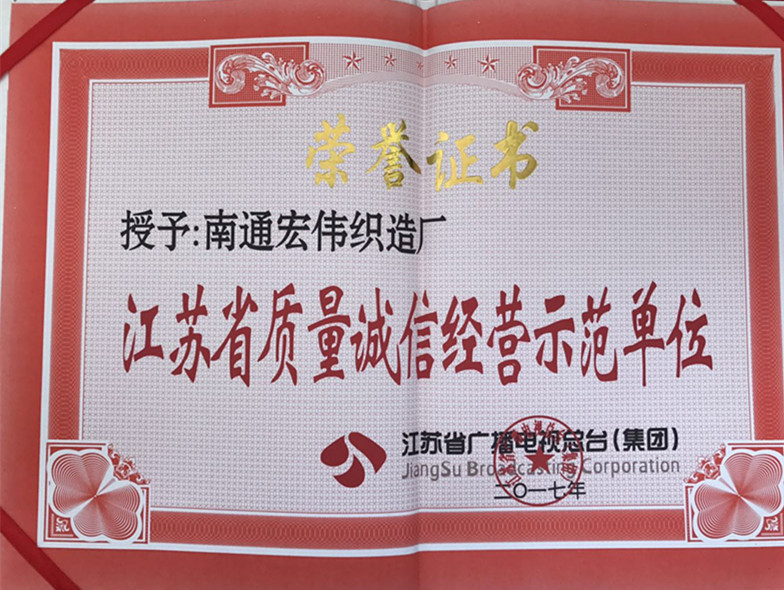 荣誉证书
授予:南通宏伟织造厂
江苏省质量诚信经营示范单位
江苏省广播电视总台(集团)
JiangSu Broadcasting Corporation
二〇一七年